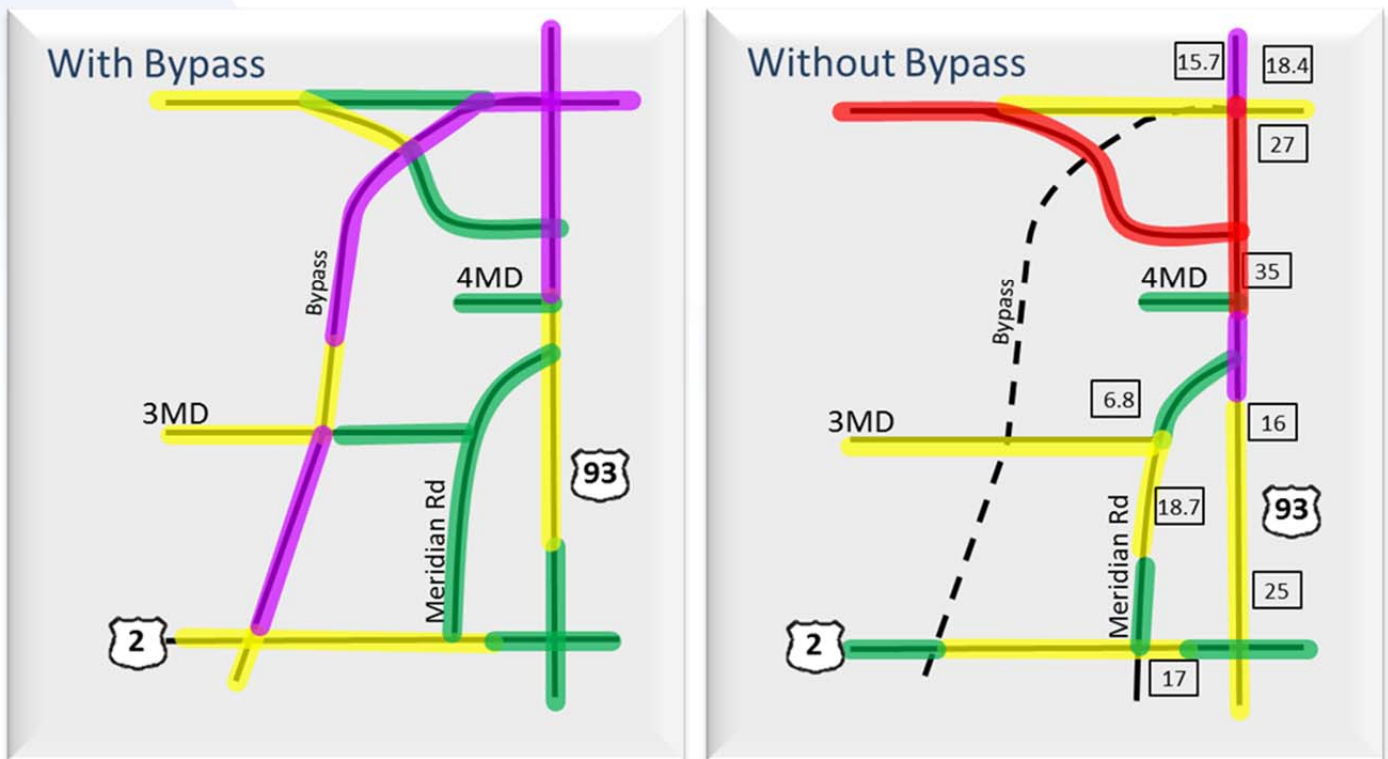 With Bypass
Bypass
4MD
3MD
93
Meridian Rd
2
Without Bypass
15.7
18.4
27
35
4MD
Bypass
6.8
3MD
16
18.7
93
Meridian Rd
25
2
17